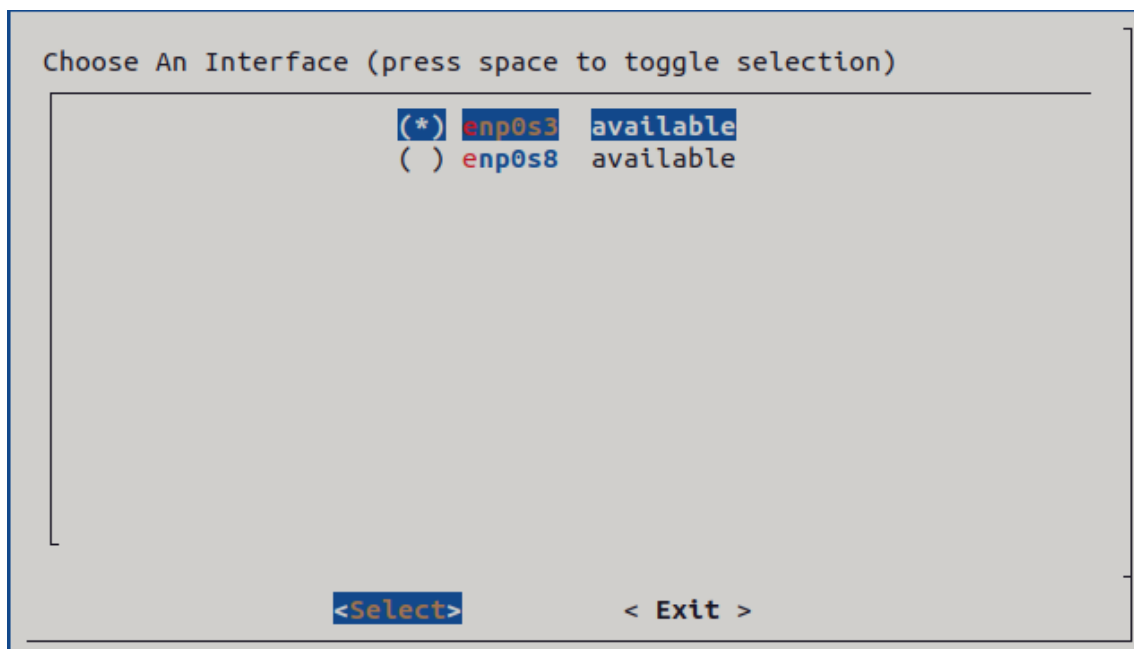 Choose An Interface (press space to toggle selection)
(*) enp0s3 available
( ) enp0s8 available
<Select> < Exit >